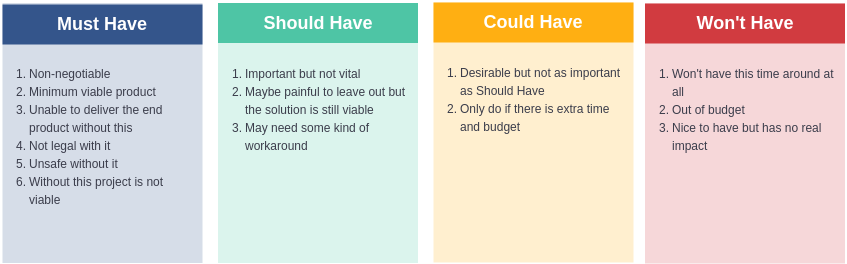 Must Have
1. Non-negotiable
2. Minimum viable product
3. Unable to deliver the end
product without this
4. Not legal with it
5. Unsafe without it
6. Without this project is not
viable
Should Have
1. Important but not vital
2. Maybe painful to leave out but
the solution is still viable
3. May need some kind of
workaround
Could Have
1. Desirable but not as important
as Should Have
2. Only do if there is extra time
and budget
Won't Have
1. Won't have this time around at
all
2. Out of budget
3. Nice to have but has no real
impact